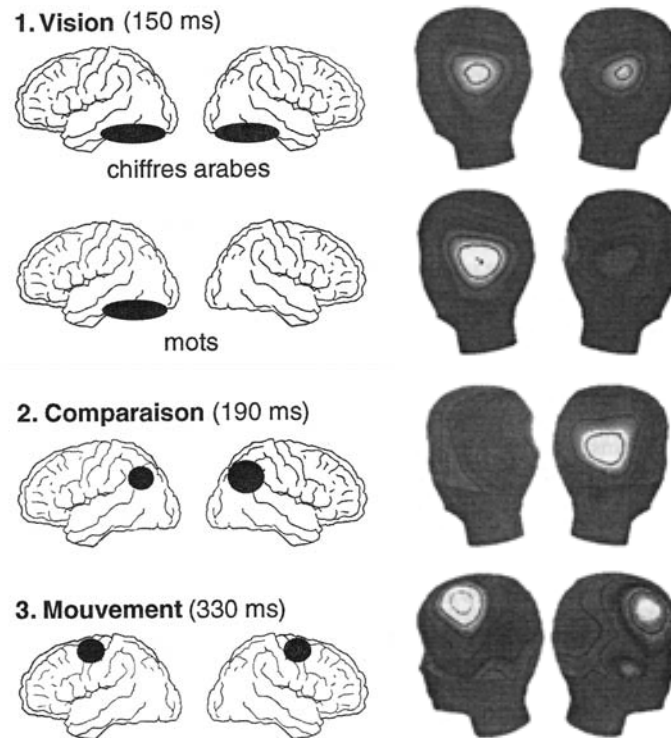 1. Vision (150 ms)
chiffres arabes
mots
2. Comparaison (190 ms)
3. Mouvement (330 ms)